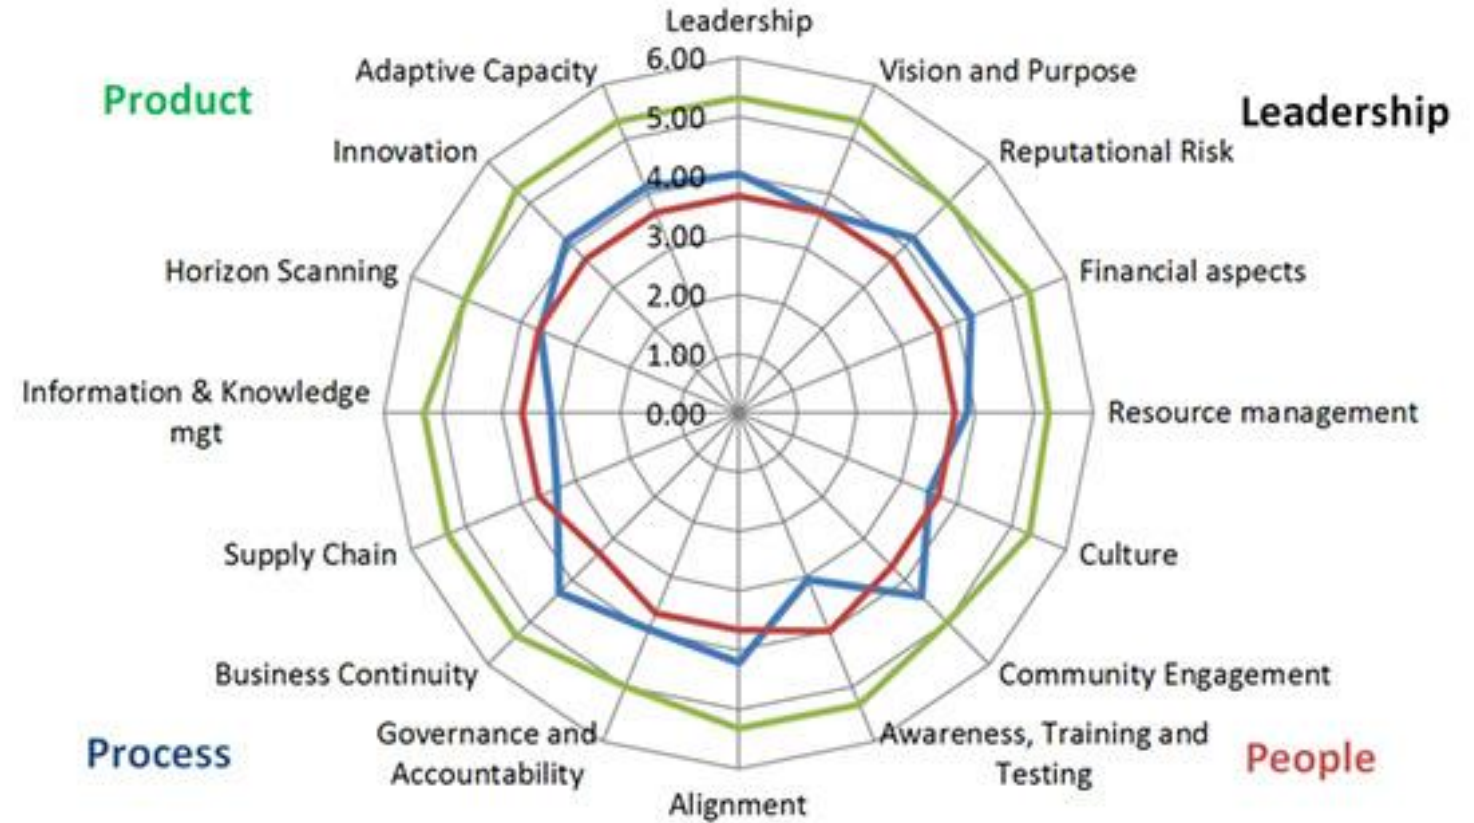 Leadership
6.00
Adaptive Capacity
Vision and Purpose
Product
Leadership
5.00
Innovation
Reputational Risk
4.00
3.00
Horizon Scanning
Financial aspects
2.00
1.00
Information & Knowledge
mgt
0.00
Resource management
Supply Chain
Culture
Business Continuity
Community Engagement
Governance and
Accountability
Awareness, Training and
Testing
Process
People
Alignment